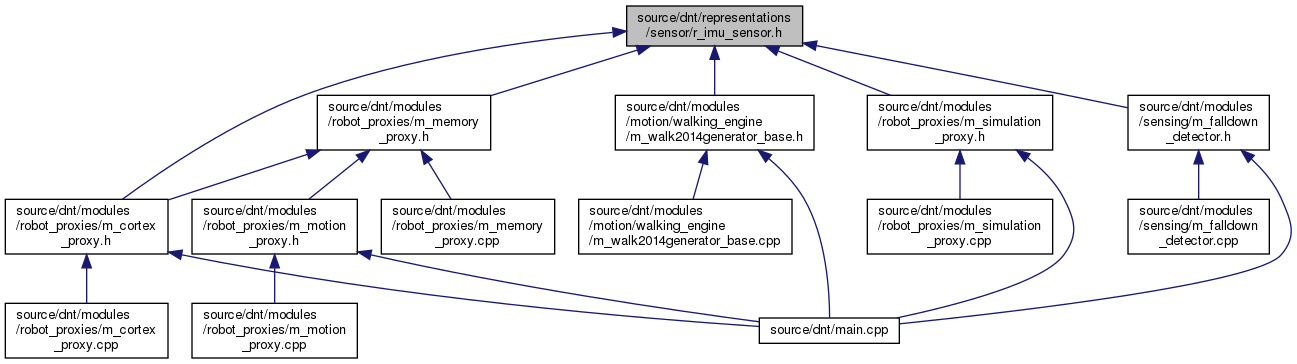 source/dnt/representations
/sensor/r_imu_sensor.h
source/dnt/modules
/robot_proxies/m_memory
_proxy.h
source/dnt/modules
/motion/walking_engine
/m_walk2014generator_base.h
source/dnt/modules
/robot_proxies/m_simulation
_proxy.h
source/dnt/modules
/sensing/m_falldown
_detector.h
source/dnt/modules
/robot_proxies/m_cortex
_proxy.h
source/dnt/modules
/robot_proxies/m_motion
_proxy.h
source/dnt/modules
/robot_proxies/m_memory
_proxy.cpp
source/dnt/modules
/motion/walking_engine
/m_walk2014generator_base.cpp
source/dnt/modules
/robot_proxies/m_simulation
_proxy.cpp
source/dnt/modules
/sensing/m_falldown
_detector.cpp
source/dnt/modules
/robot_proxies/m_cortex
_proxy.cpp
source/dnt/modules
/robot_proxies/m_motion
_proxy.cpp
source/dnt/main.cpp